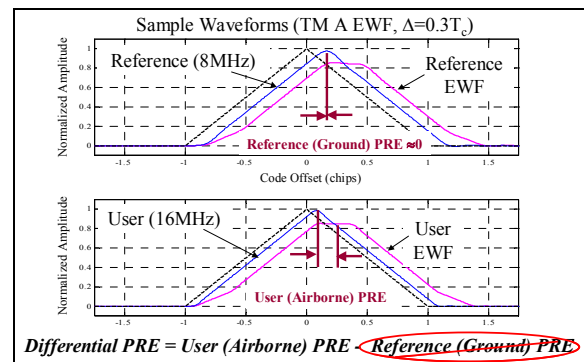 Sample Waveforms (TM A EWF, Δ=0.3Tc)
Normalized Amplitude
1
0.8
0.6
0.4
0.2
0
Reference (8MHz)
Reference
EWF
Reference (Ground) PRE ≈0
-1.5
-1
-0.5
0
0.5
1
1.5
Code Offset (chips)
Normalized Amplitude
1
0.8
0.6
0.4
0.2
0
User (16MHz)
User
EWF
User (Airborne) PRE
-1.5
-1
-0.5
0
0.5
1
1.5
Differential PRE = User (Airborne) PRE - Reference (Ground) PRE